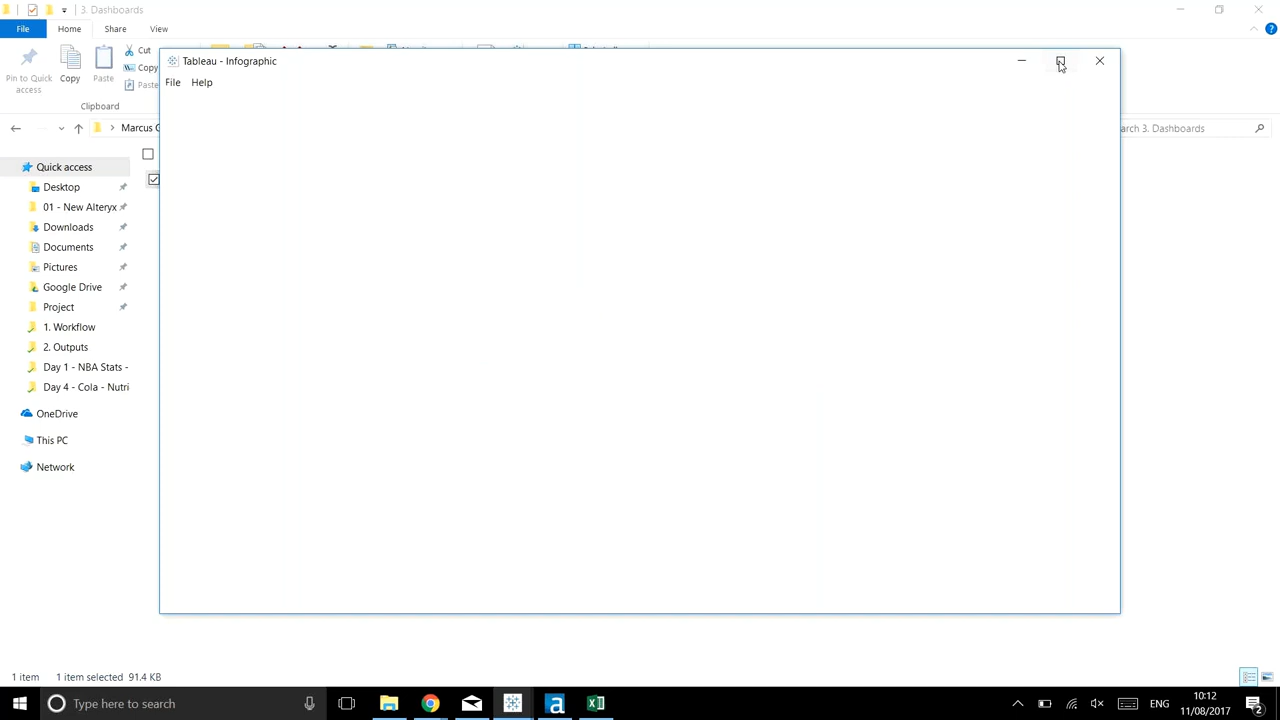 3. Dashboards
File
Home
Share
View
Pin to Quick access
Copy
Paste
Cut
Copy
Paste
Clipboard
Tableau - Infographic
File
Help
Marcus
3. Dashboards
Quick access
Desktop
01 - New Alteryx
Downloads
Documents
Pictures
Google Drive
Project
1. Workflow
2. Outputs
Day 1 - NBA Stats -
Day 4 - Cola - Nutri
OneDrive
This PC
Network
1 item
1 item selected 91.4 KB
Type here to search
ENG
10:12
11/08/2017
2